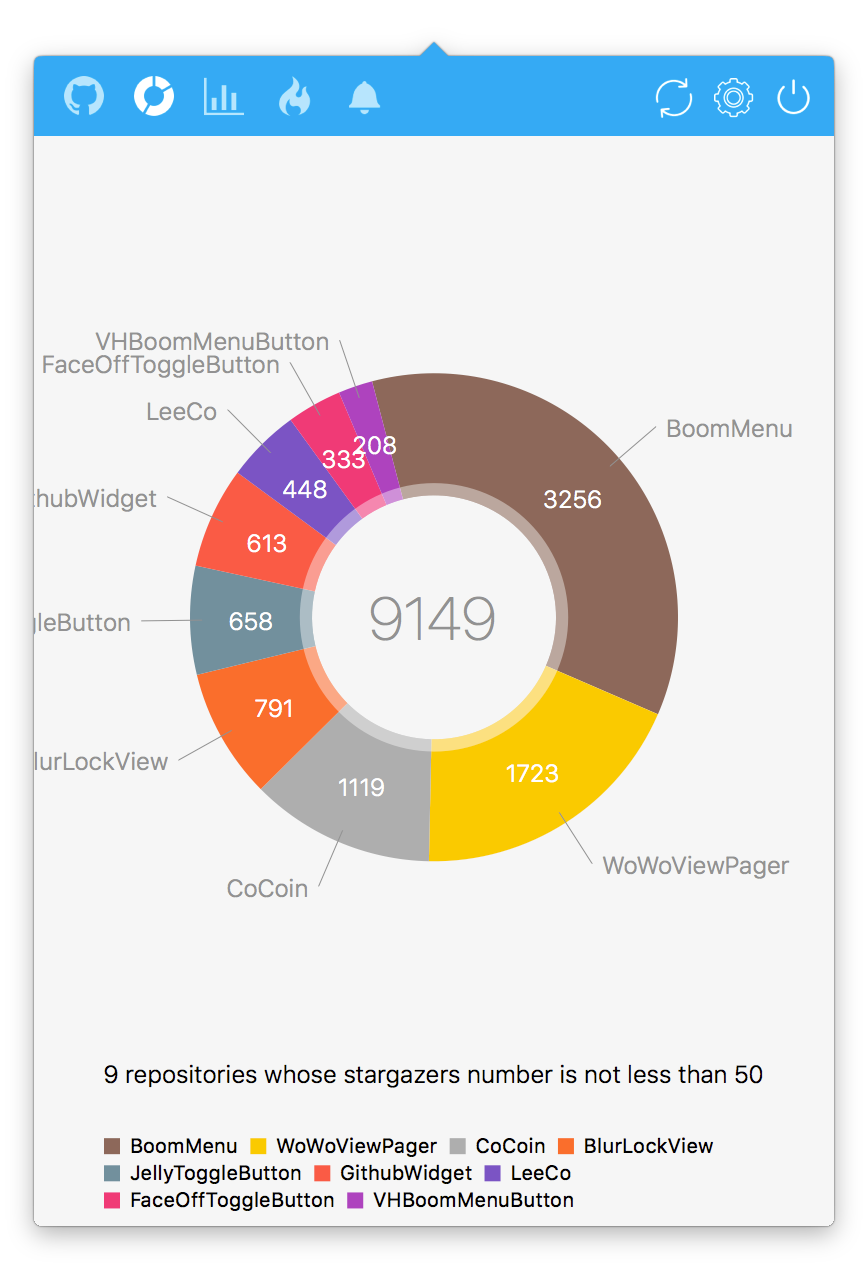 VHBoomMenuButton
FaceOffToggleButton
LeeCo
BoomMenu
208
333
448
3256
thubWidget
613
9149
gleButton
658
791
lurLockView
1723
1119
WoWoViewPager
CoCoin
9 repositories whose stargazers number is not less than 50
BoomMenu WoWoViewPager CoCoin BlurLockView
JellyToggleButton GithubWidget LeeCo
FaceOffToggleButton VHBoomMenuButton